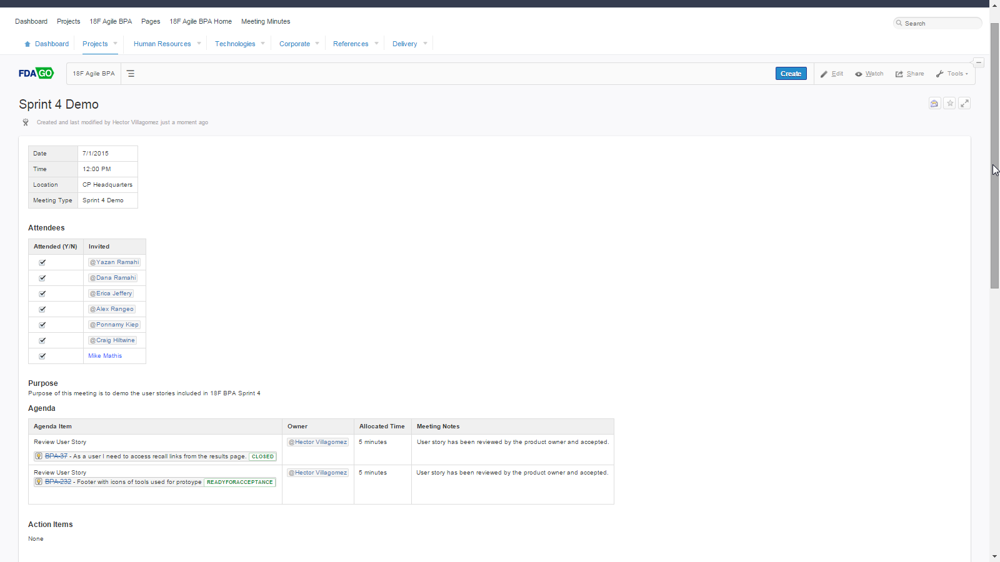 Dashboard Projects 18F Agile BPA Pages 18F Agile BPA Home Meeting Minutes
Search
Dashboard Projects Human Resources Technologies Corporate References Delivery
FDA GO
18F Agile BPA
Create Edit Watch Share Tools
Sprint 4 Demo
Created and last modified by Hector Villagomez just a moment ago
Date 7/1/2015
Time 12:00 PM
Location CP Headquarters
Meeting Type Sprint 4 Demo
Attendees
Attended (Y/N) Invited
@Yazan Ramahi
@Dana Ramahi
@Erica Jeffery
@Alex Rangeo
@Ponnamy Kiep
@Craig Hiltwine
Mike Mathis
Purpose
Purpose of this meeting is to demo the user stories included in 18F BPA Sprint 4
Agenda
Agenda Item Owner Allocated Time Meeting Notes
Review User Story @Hector Villagomez 5 minutes User story has been reviewed by the product owner and accepted.
BPA-37 - As a user I need to access recall links from the results page. CLOSED
Review User Story @Hector Villagomez 5 minutes User story has been reviewed by the product owner and accepted.
BPA-232 - Footer with icons of tools used for protoype READYFORACCEPTANCE
Action Items
None